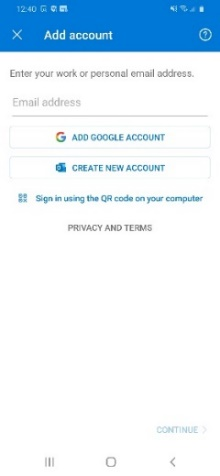 12:40
Add account
Enter your work or personal email address.
Email address
ADD GOOGLE ACCOUNT
CREATE NEW ACCOUNT
Sign in using the QR code on your computer
PRIVACY AND TERMS
CONTINUE